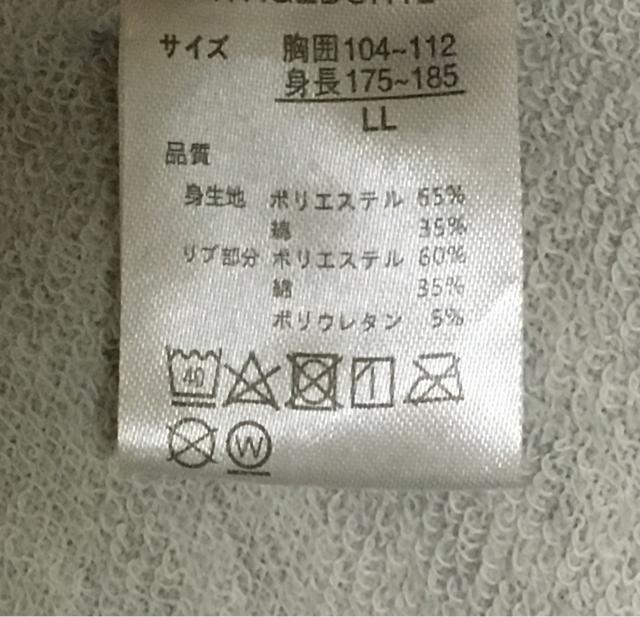 サイズ 胸囲104~112
身長175~185
LL
品質
身生地 ポリエステル 65%
綿 35%
リブ部分 ポリエステル 60%
綿 35%
ポリウレタン 5%
40
W